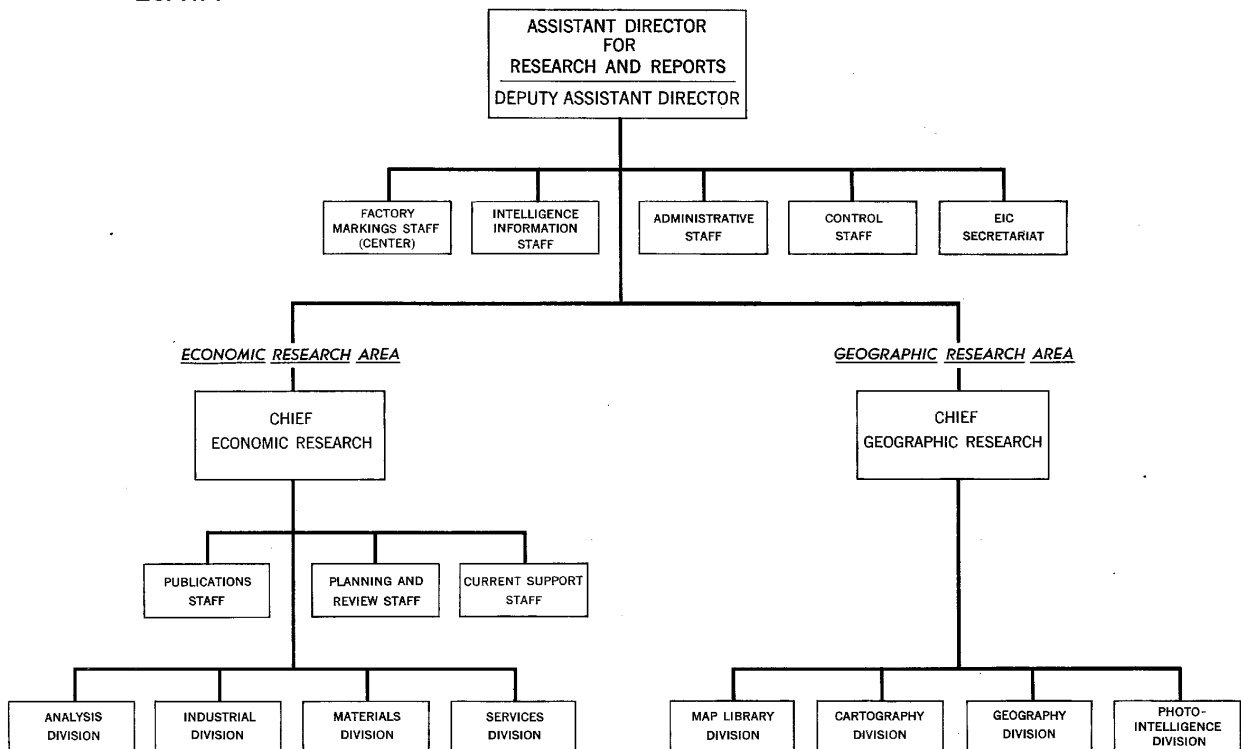 ASSISTANT DIRECTOR
FOR
RESEARCH AND REPORTS
DEPUTY ASSISTANT DIRECTOR
FACTORY
MARKINGS STAFF
(CENTER)
INTELLIGENCE
INFORMATION
STAFF
ADMINISTRATIVE
STAFF
CONTROL
STAFF
EIC
SECRETARIAT
ECONOMIC RESEARCH AREA
GEOGRAPHIC RESEARCH AREA
CHIEF
ECONOMIC RESEARCH
CHIEF
GEOGRAPHIC RESEARCH
PUBLICATIONS
STAFF
PLANNING AND
REVIEW STAFF
CURRENT SUPPORT
STAFF
ANALYSIS
DIVISION
INDUSTRIAL
DIVISION
MATERIALS
DIVISION
SERVICES
DIVISION
MAP LIBRARY
DIVISION
CARTOGRAPHY
DIVISION
GEOGRAPHY
DIVISION
PHOTO-
INTELLIGENCE
DIVISION